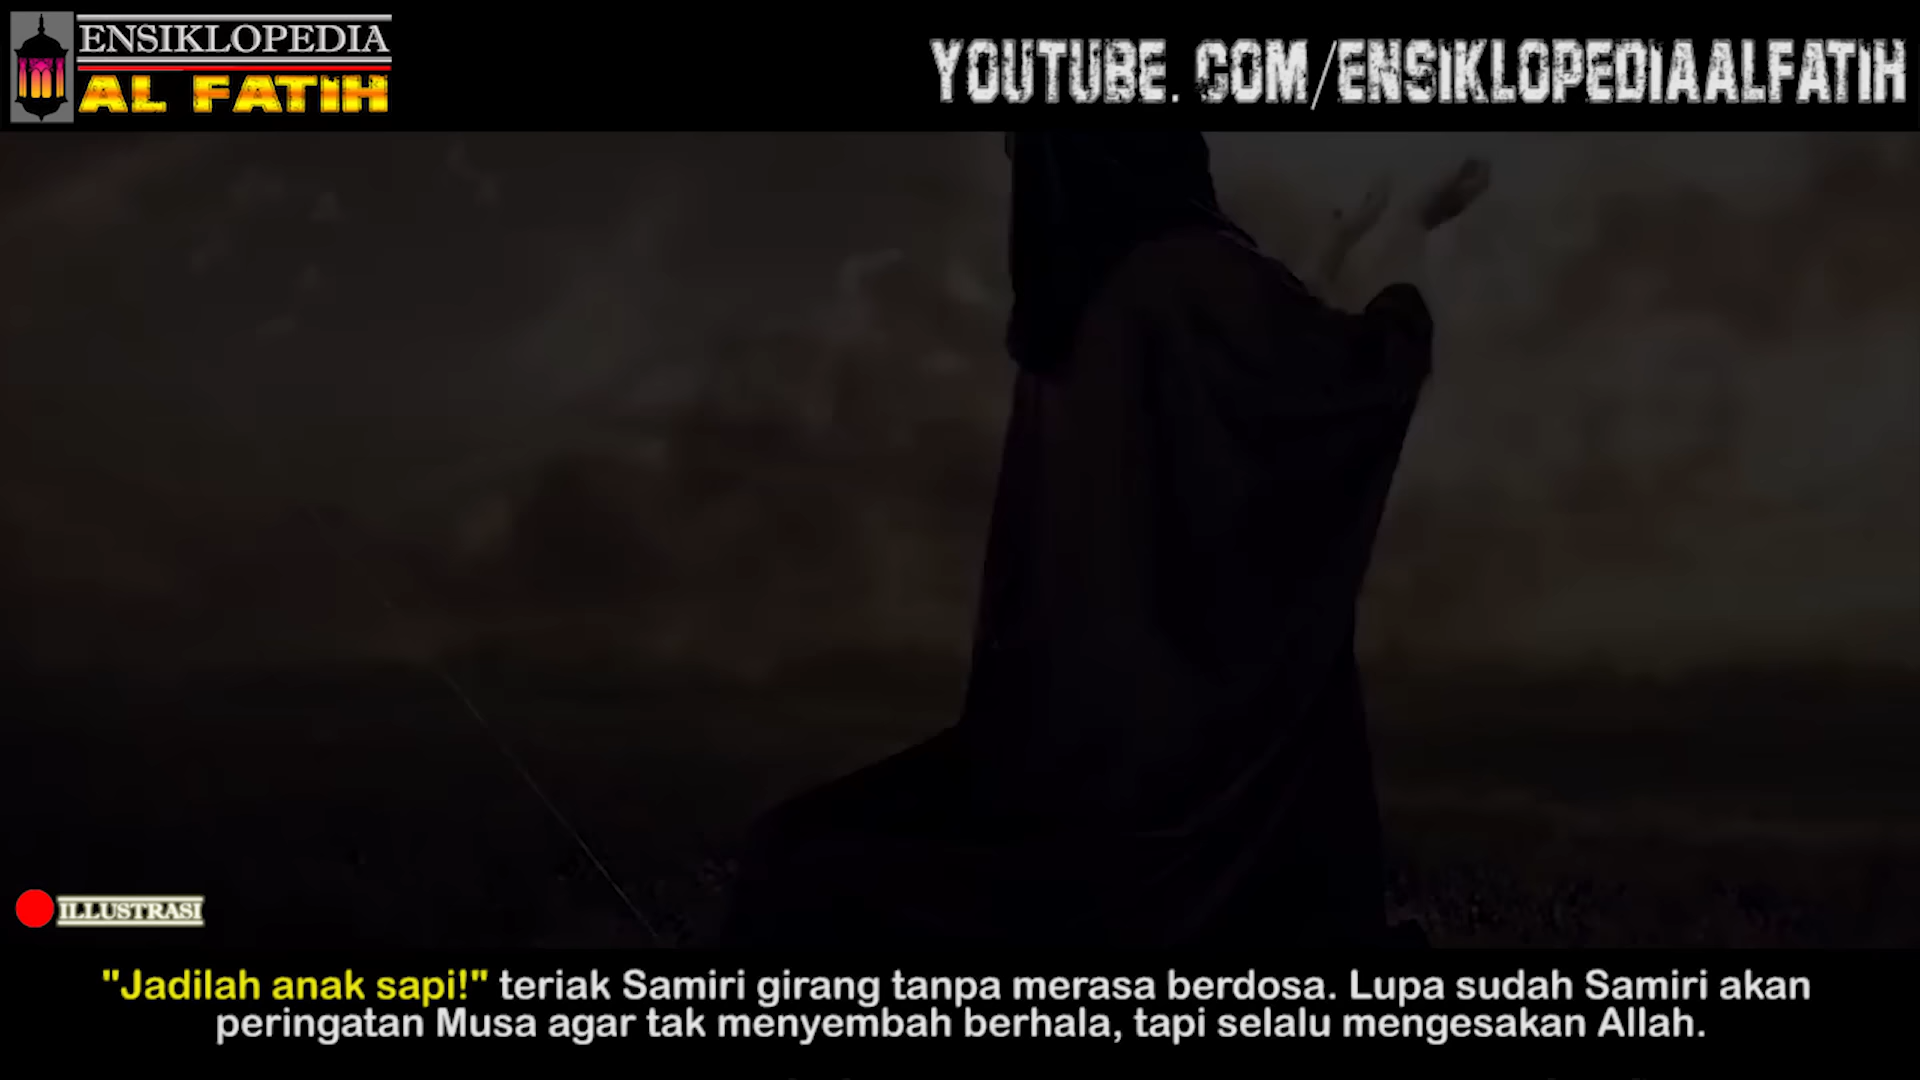 ENSIKLOPEDIA
AL FATIH
YOUTUBE. COM/ENSIKLOPEDIAALFATIH
ILLUSTRASI
"Jadilah anak sapi!" teriak Samiri girang tanpa merasa berdosa. Lupa sudah Samiri akan
peringatan Musa agar tak menyembah berhala, tapi selalu mengesakan Allah.